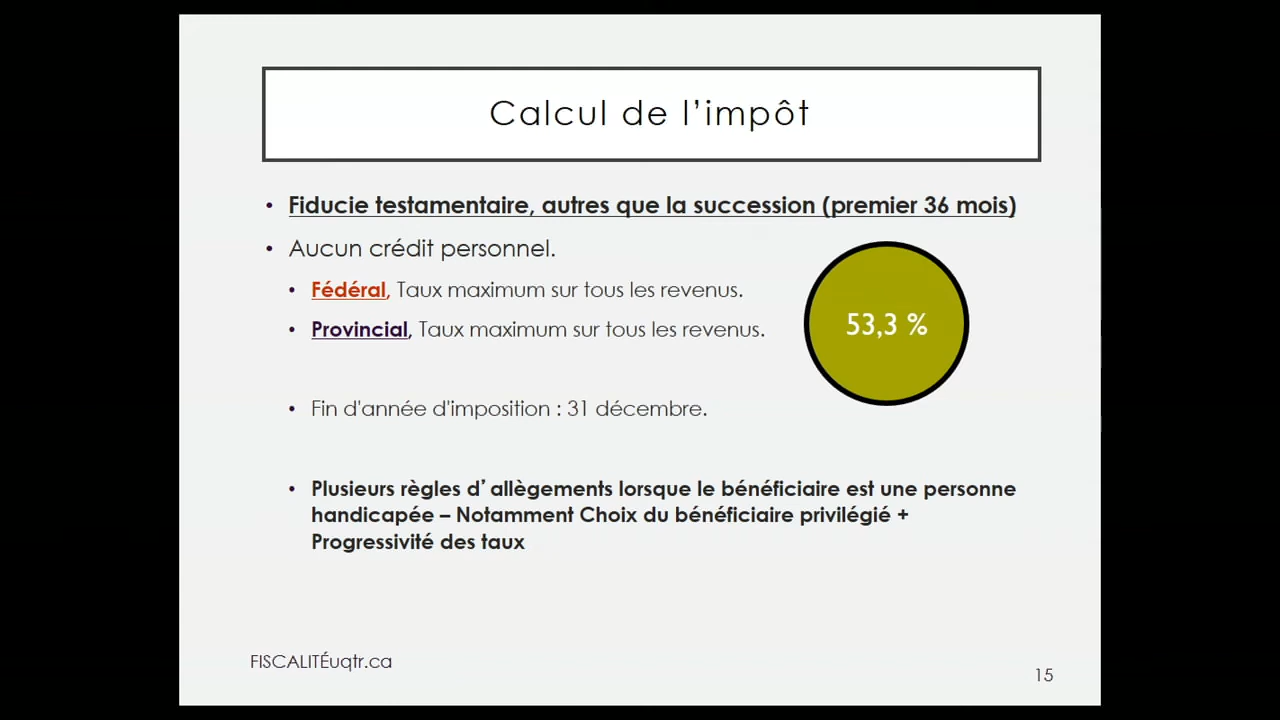 Calcul de l’impôt
• Fiducie testamentaire, autres que la succession (premier 36 mois)
• Aucun crédit personnel.
• Fédéral, Taux maximum sur tous les revenus.
• Provincial, Taux maximum sur tous les revenus.
53,3 %
• Fin d'année d'imposition : 31 décembre.
• Plusieurs règles d’allègements lorsque le bénéficiaire est une personne
handicapée – Notamment Choix du bénéficiaire privilégié +
Progressivité des taux
FISCALITÉuqtr.ca
15